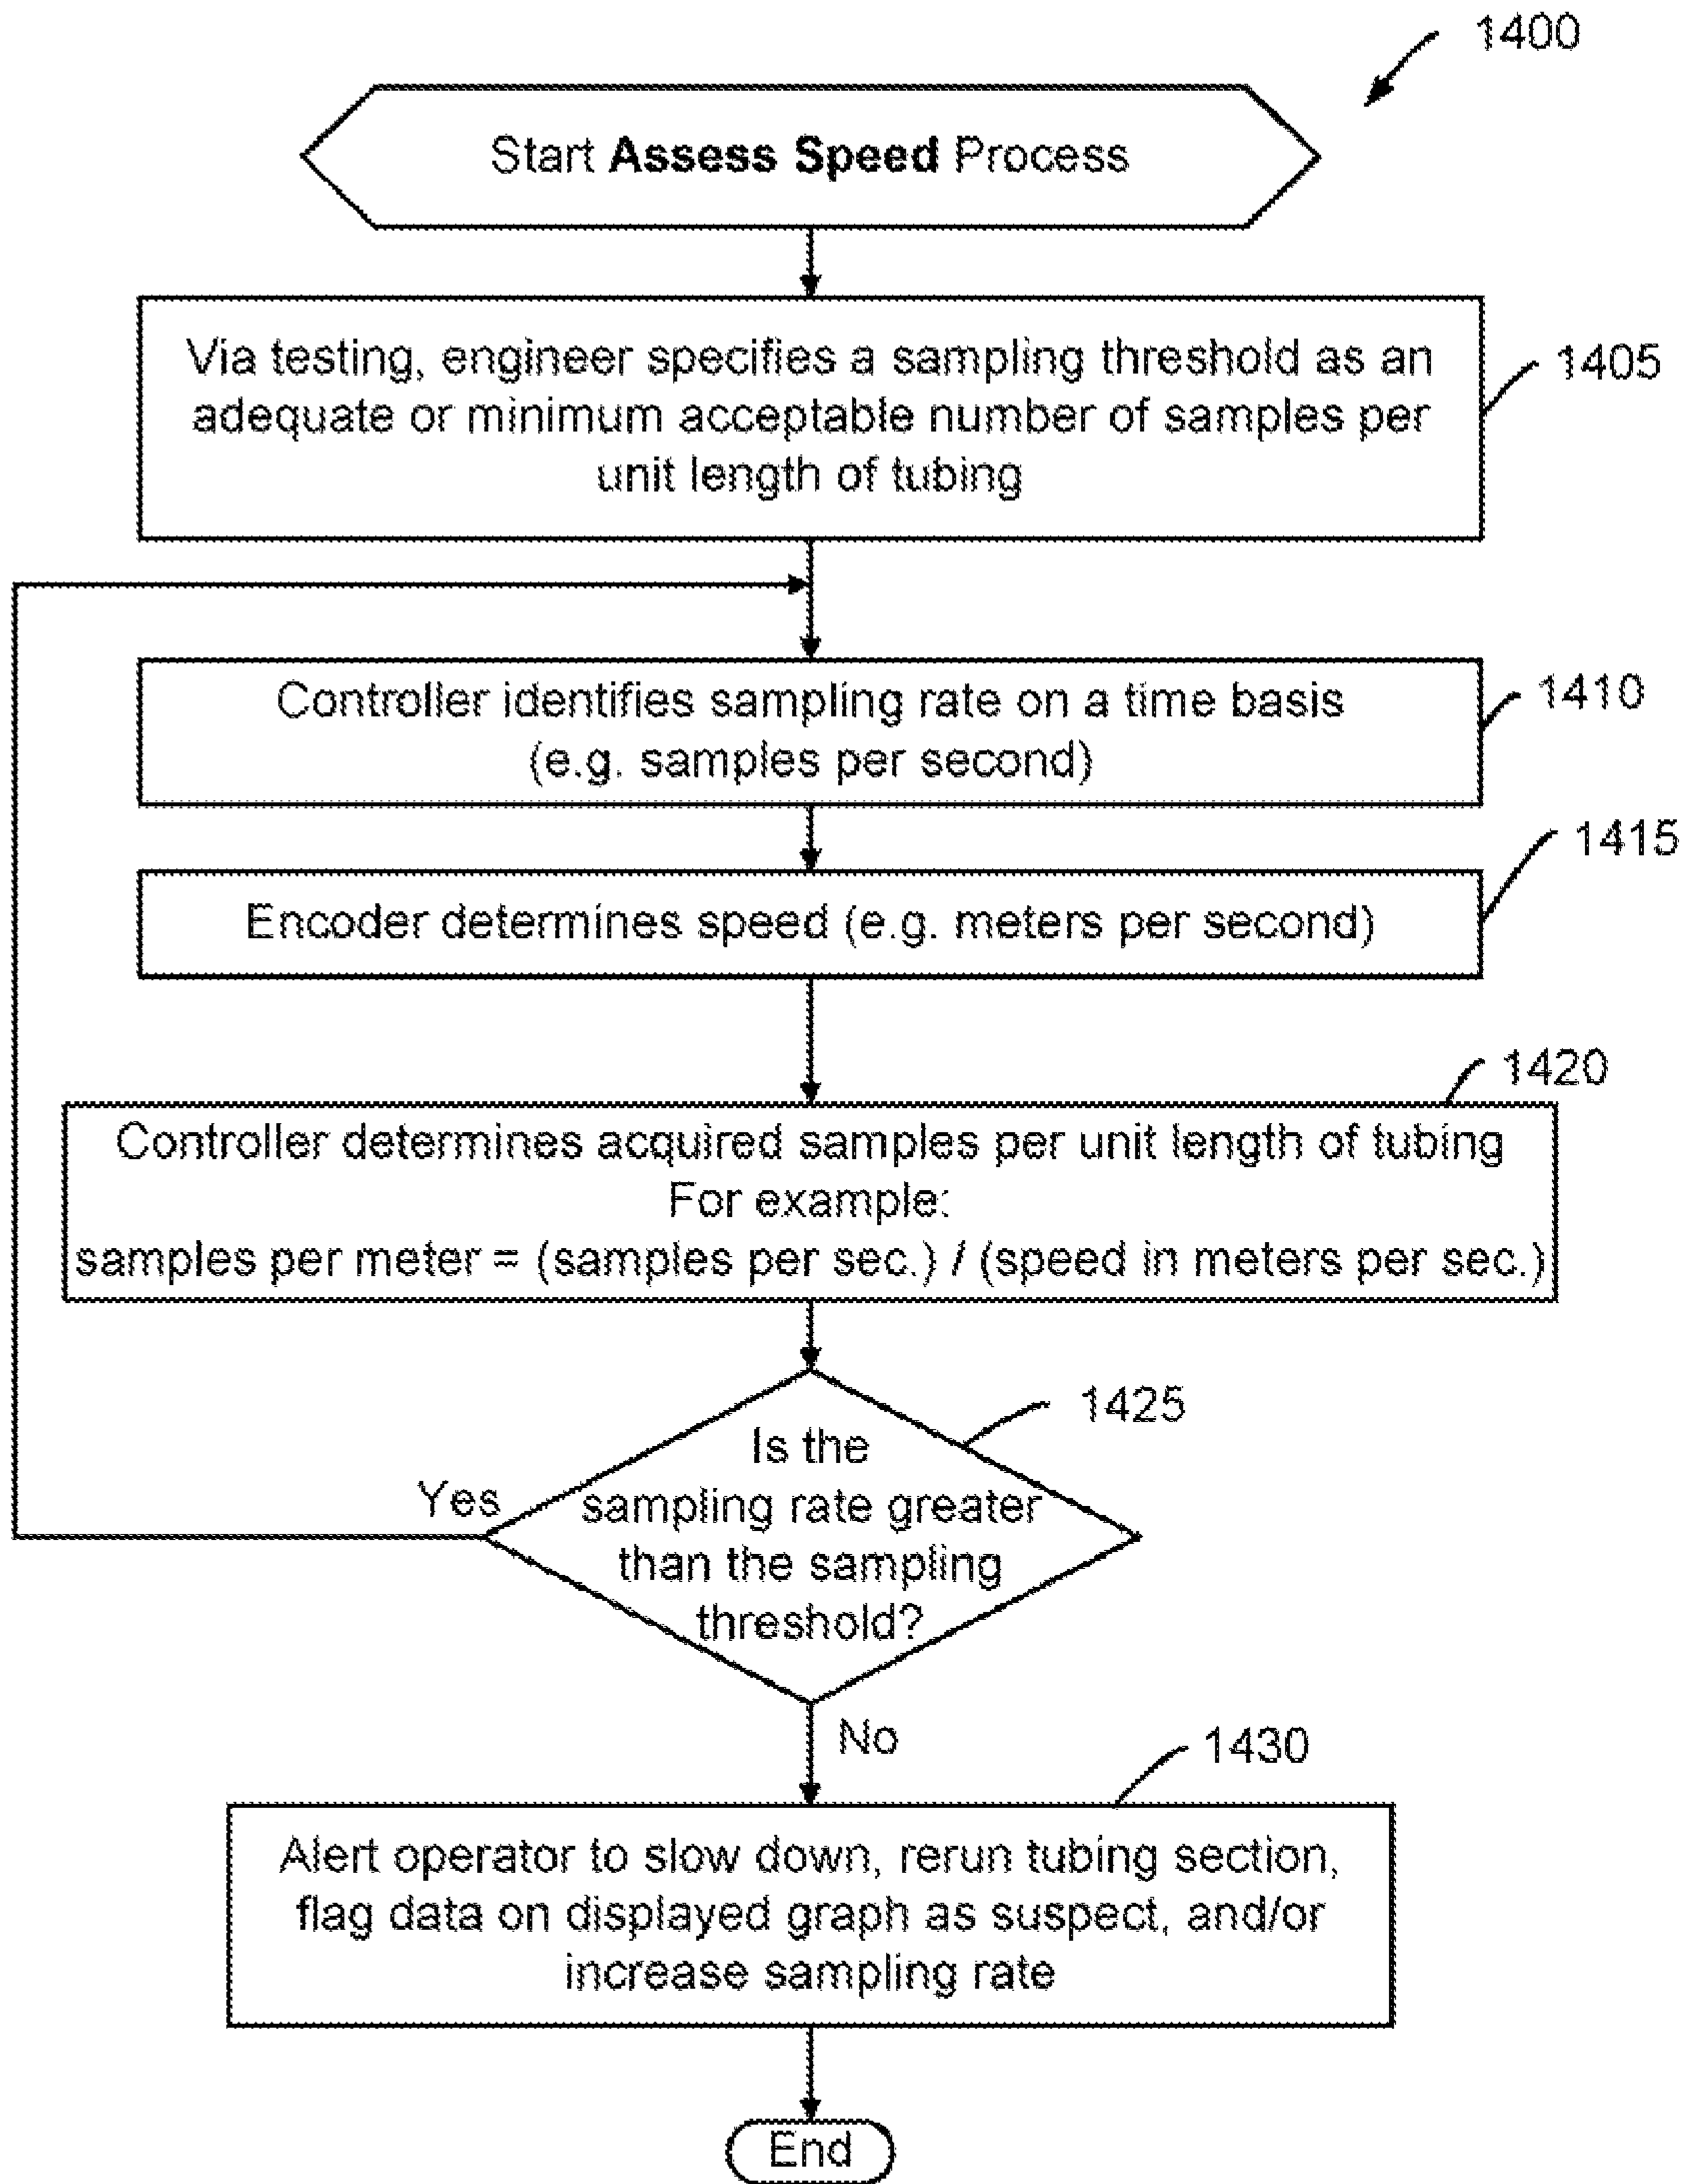 1400
Start Assess Speed Process
Via testing, engineer specifies a sampling threshold as an
adequate or minimum acceptable number of samples per
unit length of tubing
1405
Controller identifies sampling rate on a time basis
(e.g. samples per second)
1410
Encoder determines speed (e.g. meters per second)
1415
1420
Controller determines acquired samples per unit length of tubing
For example:
samples per meter = (samples per sec.) / (speed in meters per sec.)
1425
Is the
sampling rate greater
than the sampling
threshold?
Yes
No
1430
Alert operator to slow down, rerun tubing section,
flag data on displayed graph as suspect, and/or
increase sampling rate
End